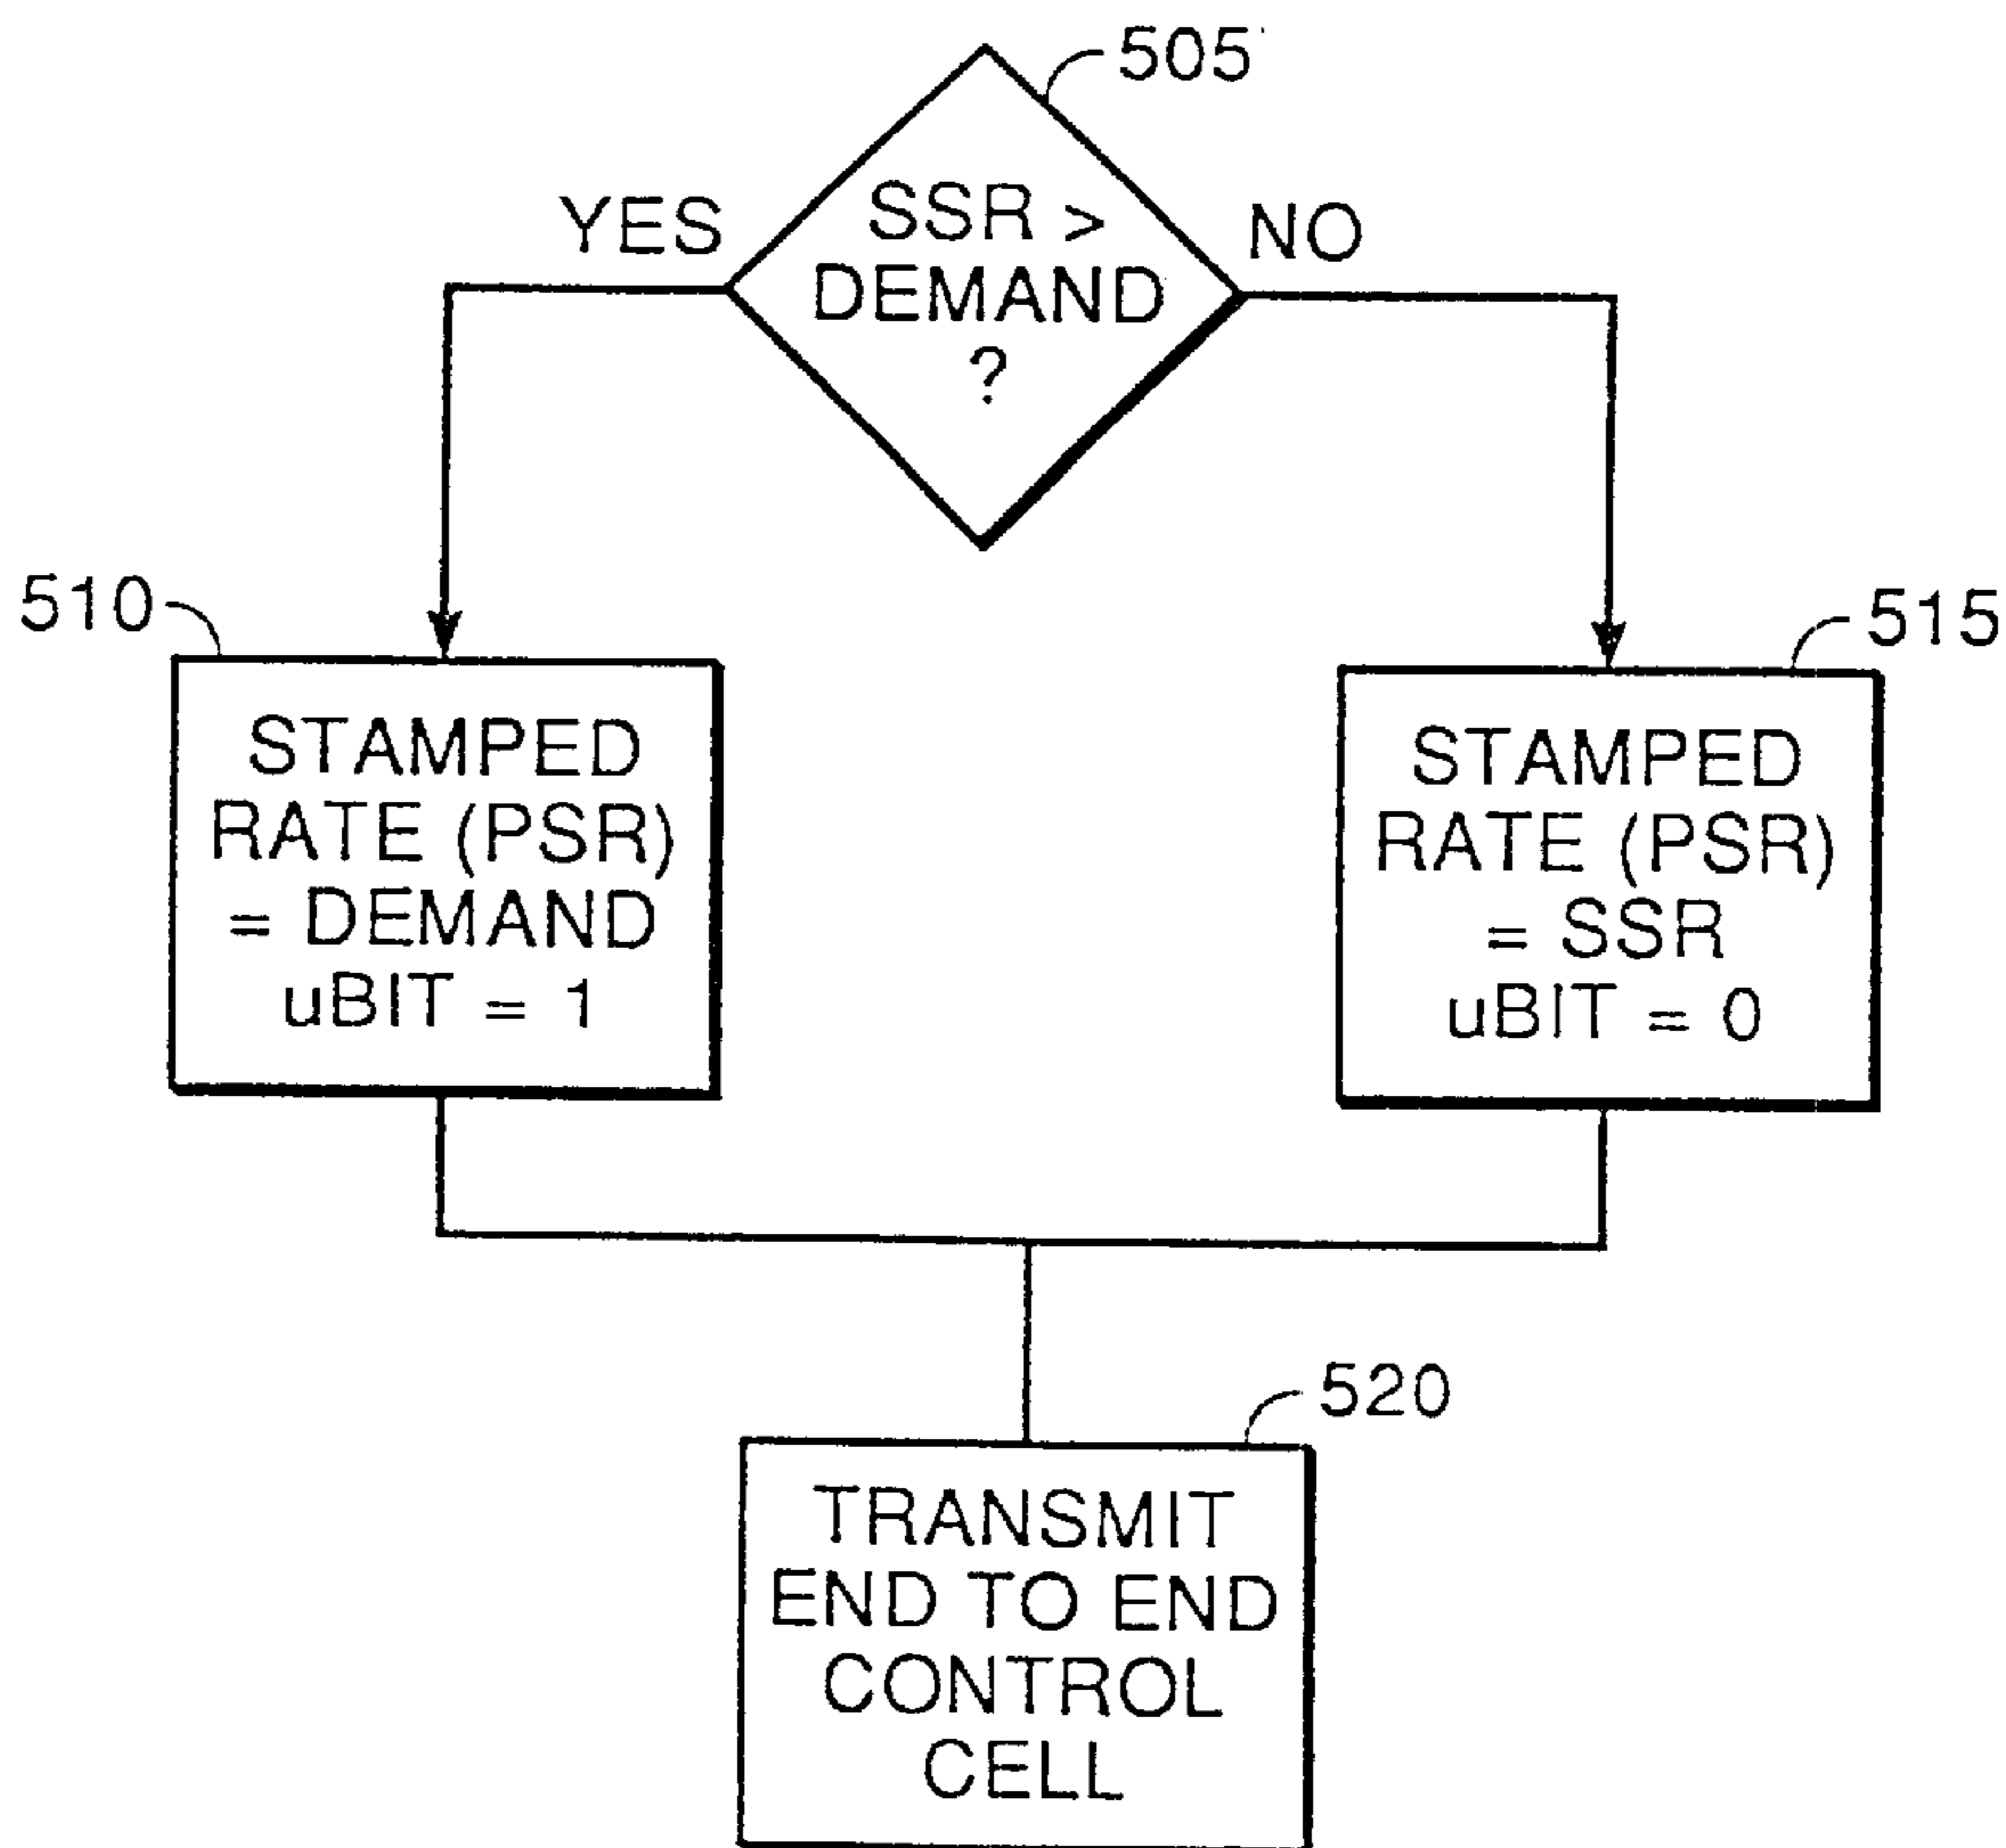 505
SSR >
DEMAND
?
YES
NO
510
STAMPED
RATE (PSR)
= DEMAND
uBIT = 1
515
STAMPED
RATE (PSR)
= SSR
uBIT = 0
520
TRANSMIT
END TO END
CONTROL
CELL